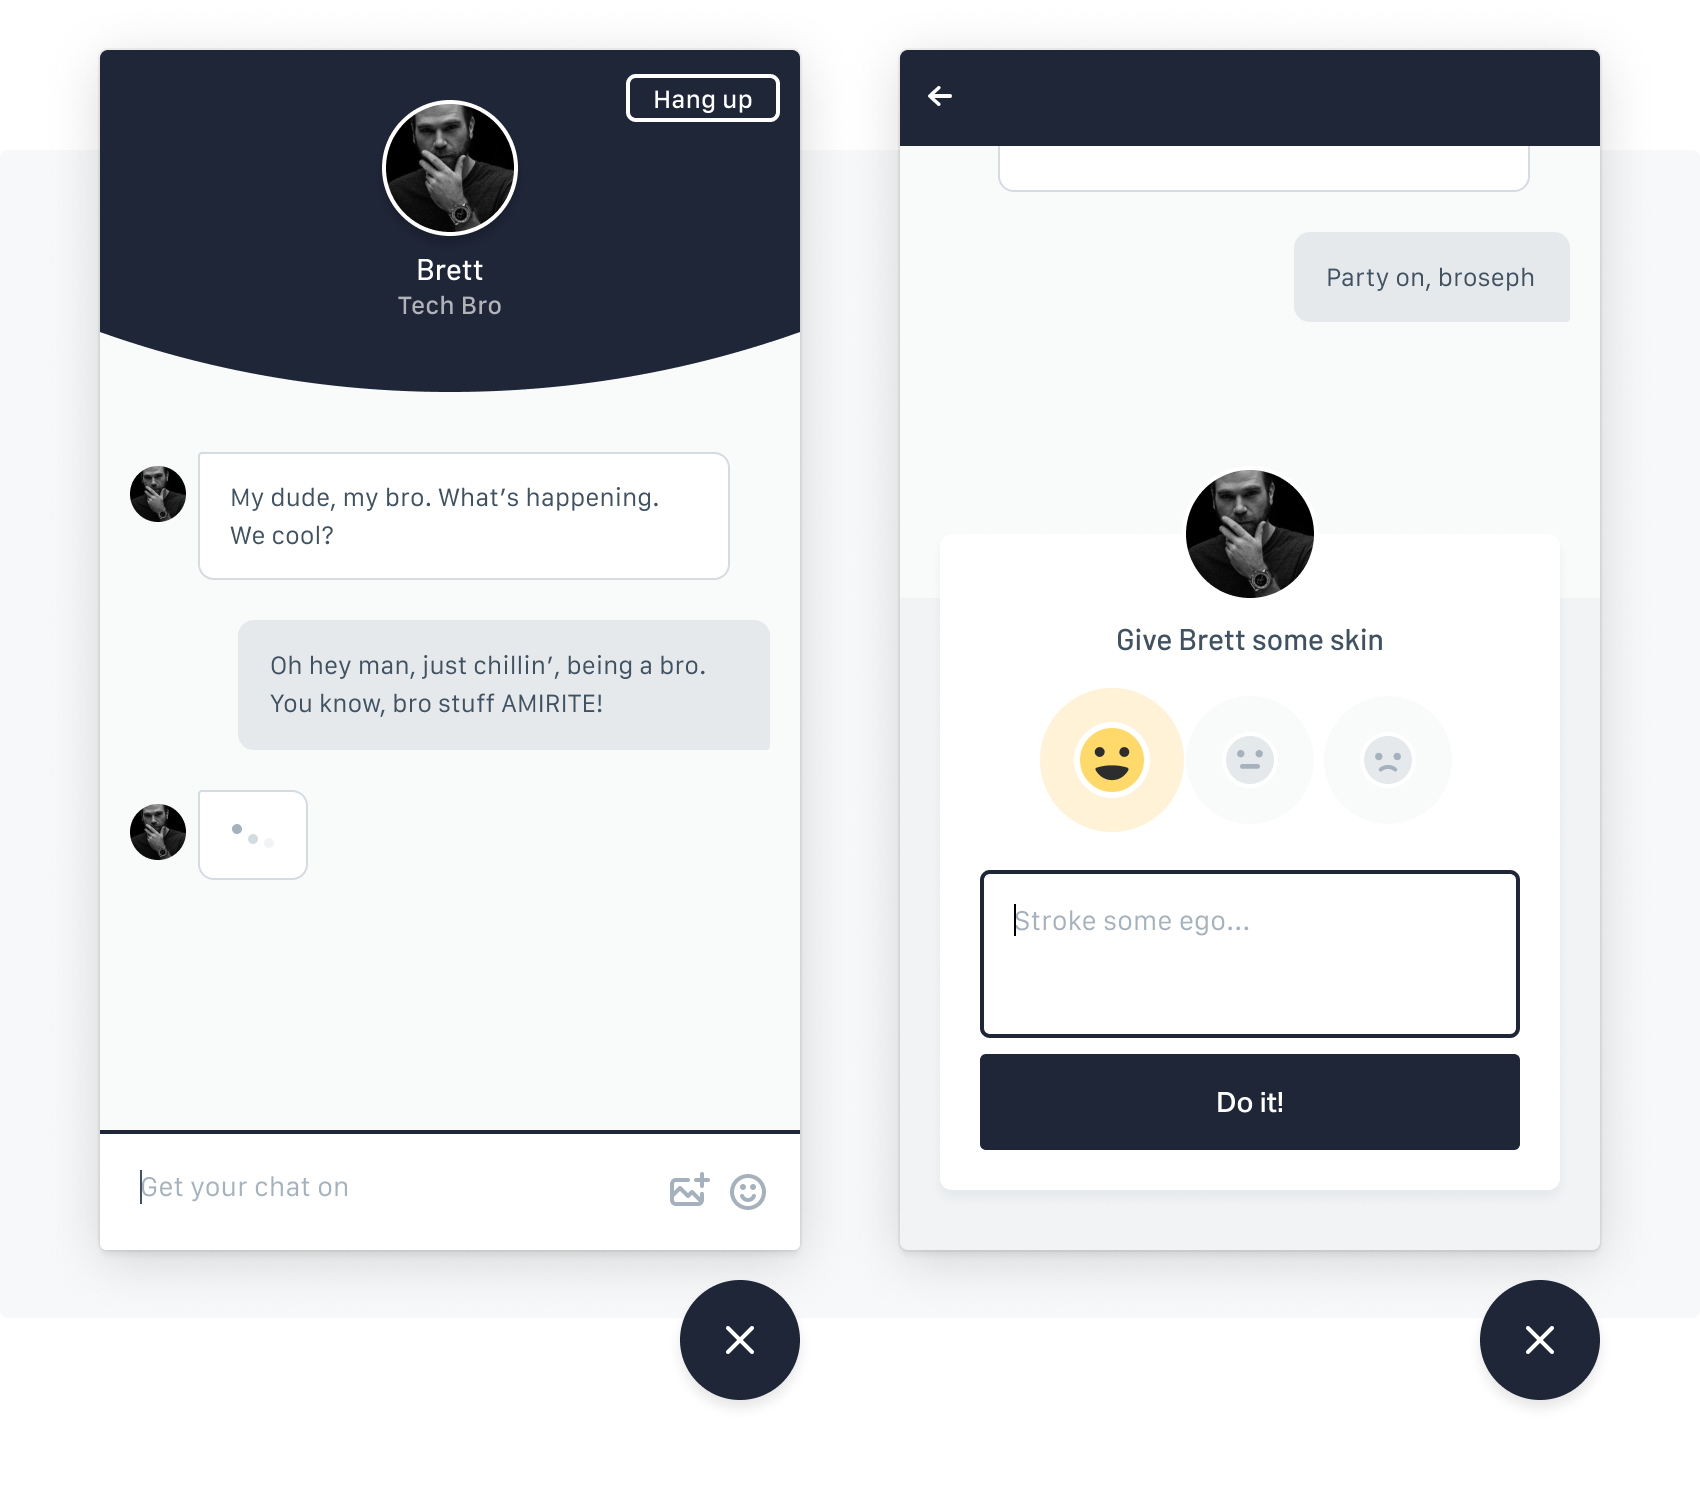 Hang up
Brett
Tech Bro
My dude, my bro. What’s happening.
We cool?
Oh hey man, just chillin’, being a bro.
You know, bro stuff AMIRITE!
Get your chat on
Party on, broseph
Give Brett some skin
Stroke some ego...
Do it!